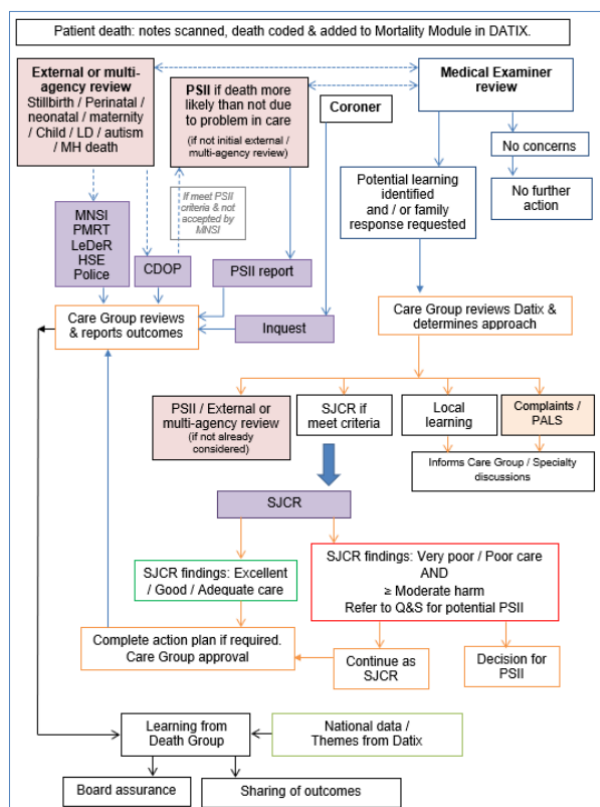 Patient death: notes scanned, death coded & added to Mortality Module in DATIX.
External or multi-
agency review
Stillbirth / Perinatal /
neonatal / maternity
/ Child / LD / autism
/ MH death
PSII if death more
likely than not due
to problem in care
(if not initial external /
multi-agency review)
Coroner
Medical Examiner
review
No concerns
No further
action
Potential learning
identified
and / or family
response requested
If meet PSII
criteria & not
accepted by
MNSI
MNSI
PMRT
LeDeR
HSE
Police
CDOP
PSII report
Care Group reviews
& reports outcomes
Inquest
Care Group reviews Datix &
determines approach
PSII / External or
multi-agency review
(if not already
considered)
SJCR if
meet criteria
Local
learning
Complaints /
PALS
Informs Care Group / Specialty
discussions
SJCR
SJCR findings: Excellent
/ Good / Adequate care
SJCR findings: Very poor / Poor care
AND
≥ Moderate harm
Refer to Q&S for potential PSII
Complete action plan if required.
Care Group approval
Continue as
SJCR
Decision for
PSII
Learning from
Death Group
National data /
Themes from Datix
Board assurance
Sharing of outcomes